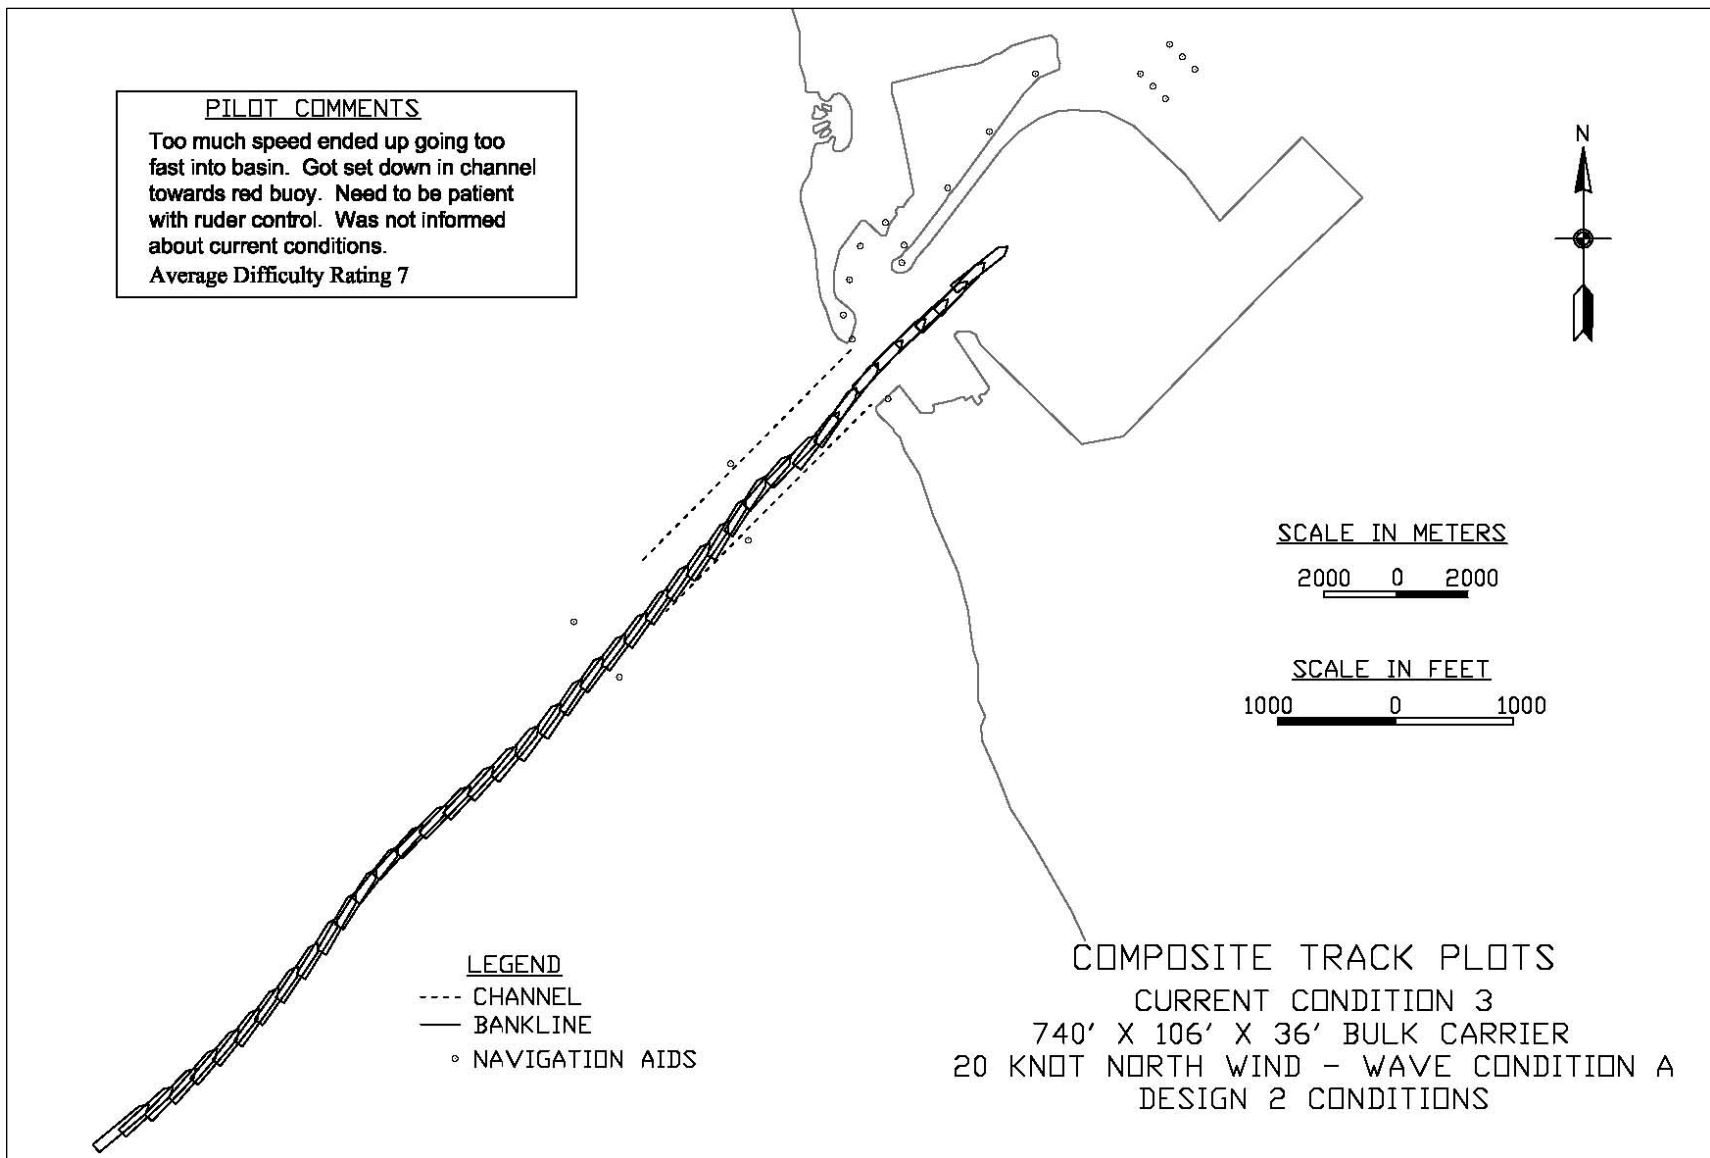 PILOT COMMENTS
Too much speed ended up going too
fast into basin. Got set down in channel
towards red buoy. Need to be patient
with ruder control. Was not informed
about current conditions.
Average Difficulty Rating 7
N
SCALE IN METERS
2000 0 2000
SCALE IN FEET
1000 0 1000
LEGEND
CHANNEL
BANKLINE
NAVIGATION AIDS
COMPOSITE TRACK PLOTS
CURRENT CONDITION 3
740' X 106' X 36' BULK CARRIER
20 KNOT NORTH WIND - WAVE CONDITION A
DESIGN 2 CONDITIONS